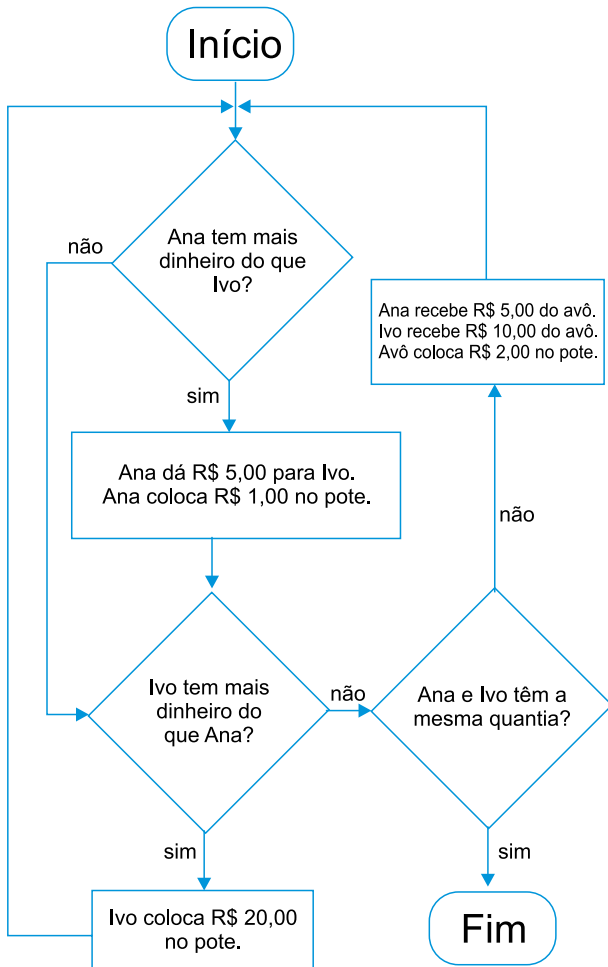 Início
não
Ana tem mais
dinheiro do que
Ivo?
sim
Ana dá R$ 5,00 para Ivo.
Ana coloca R$ 1,00 no pote.
Ivo tem mais
dinheiro do
que Ana?
não
sim
Ivo coloca R$ 20,00
no pote.
Ana e Ivo têm a
mesma quantia?
não
Ana recebe R$ 5,00 do avô.
Ivo recebe R$ 10,00 do avô.
Avô coloca R$ 2,00 no pote.
sim
Fim